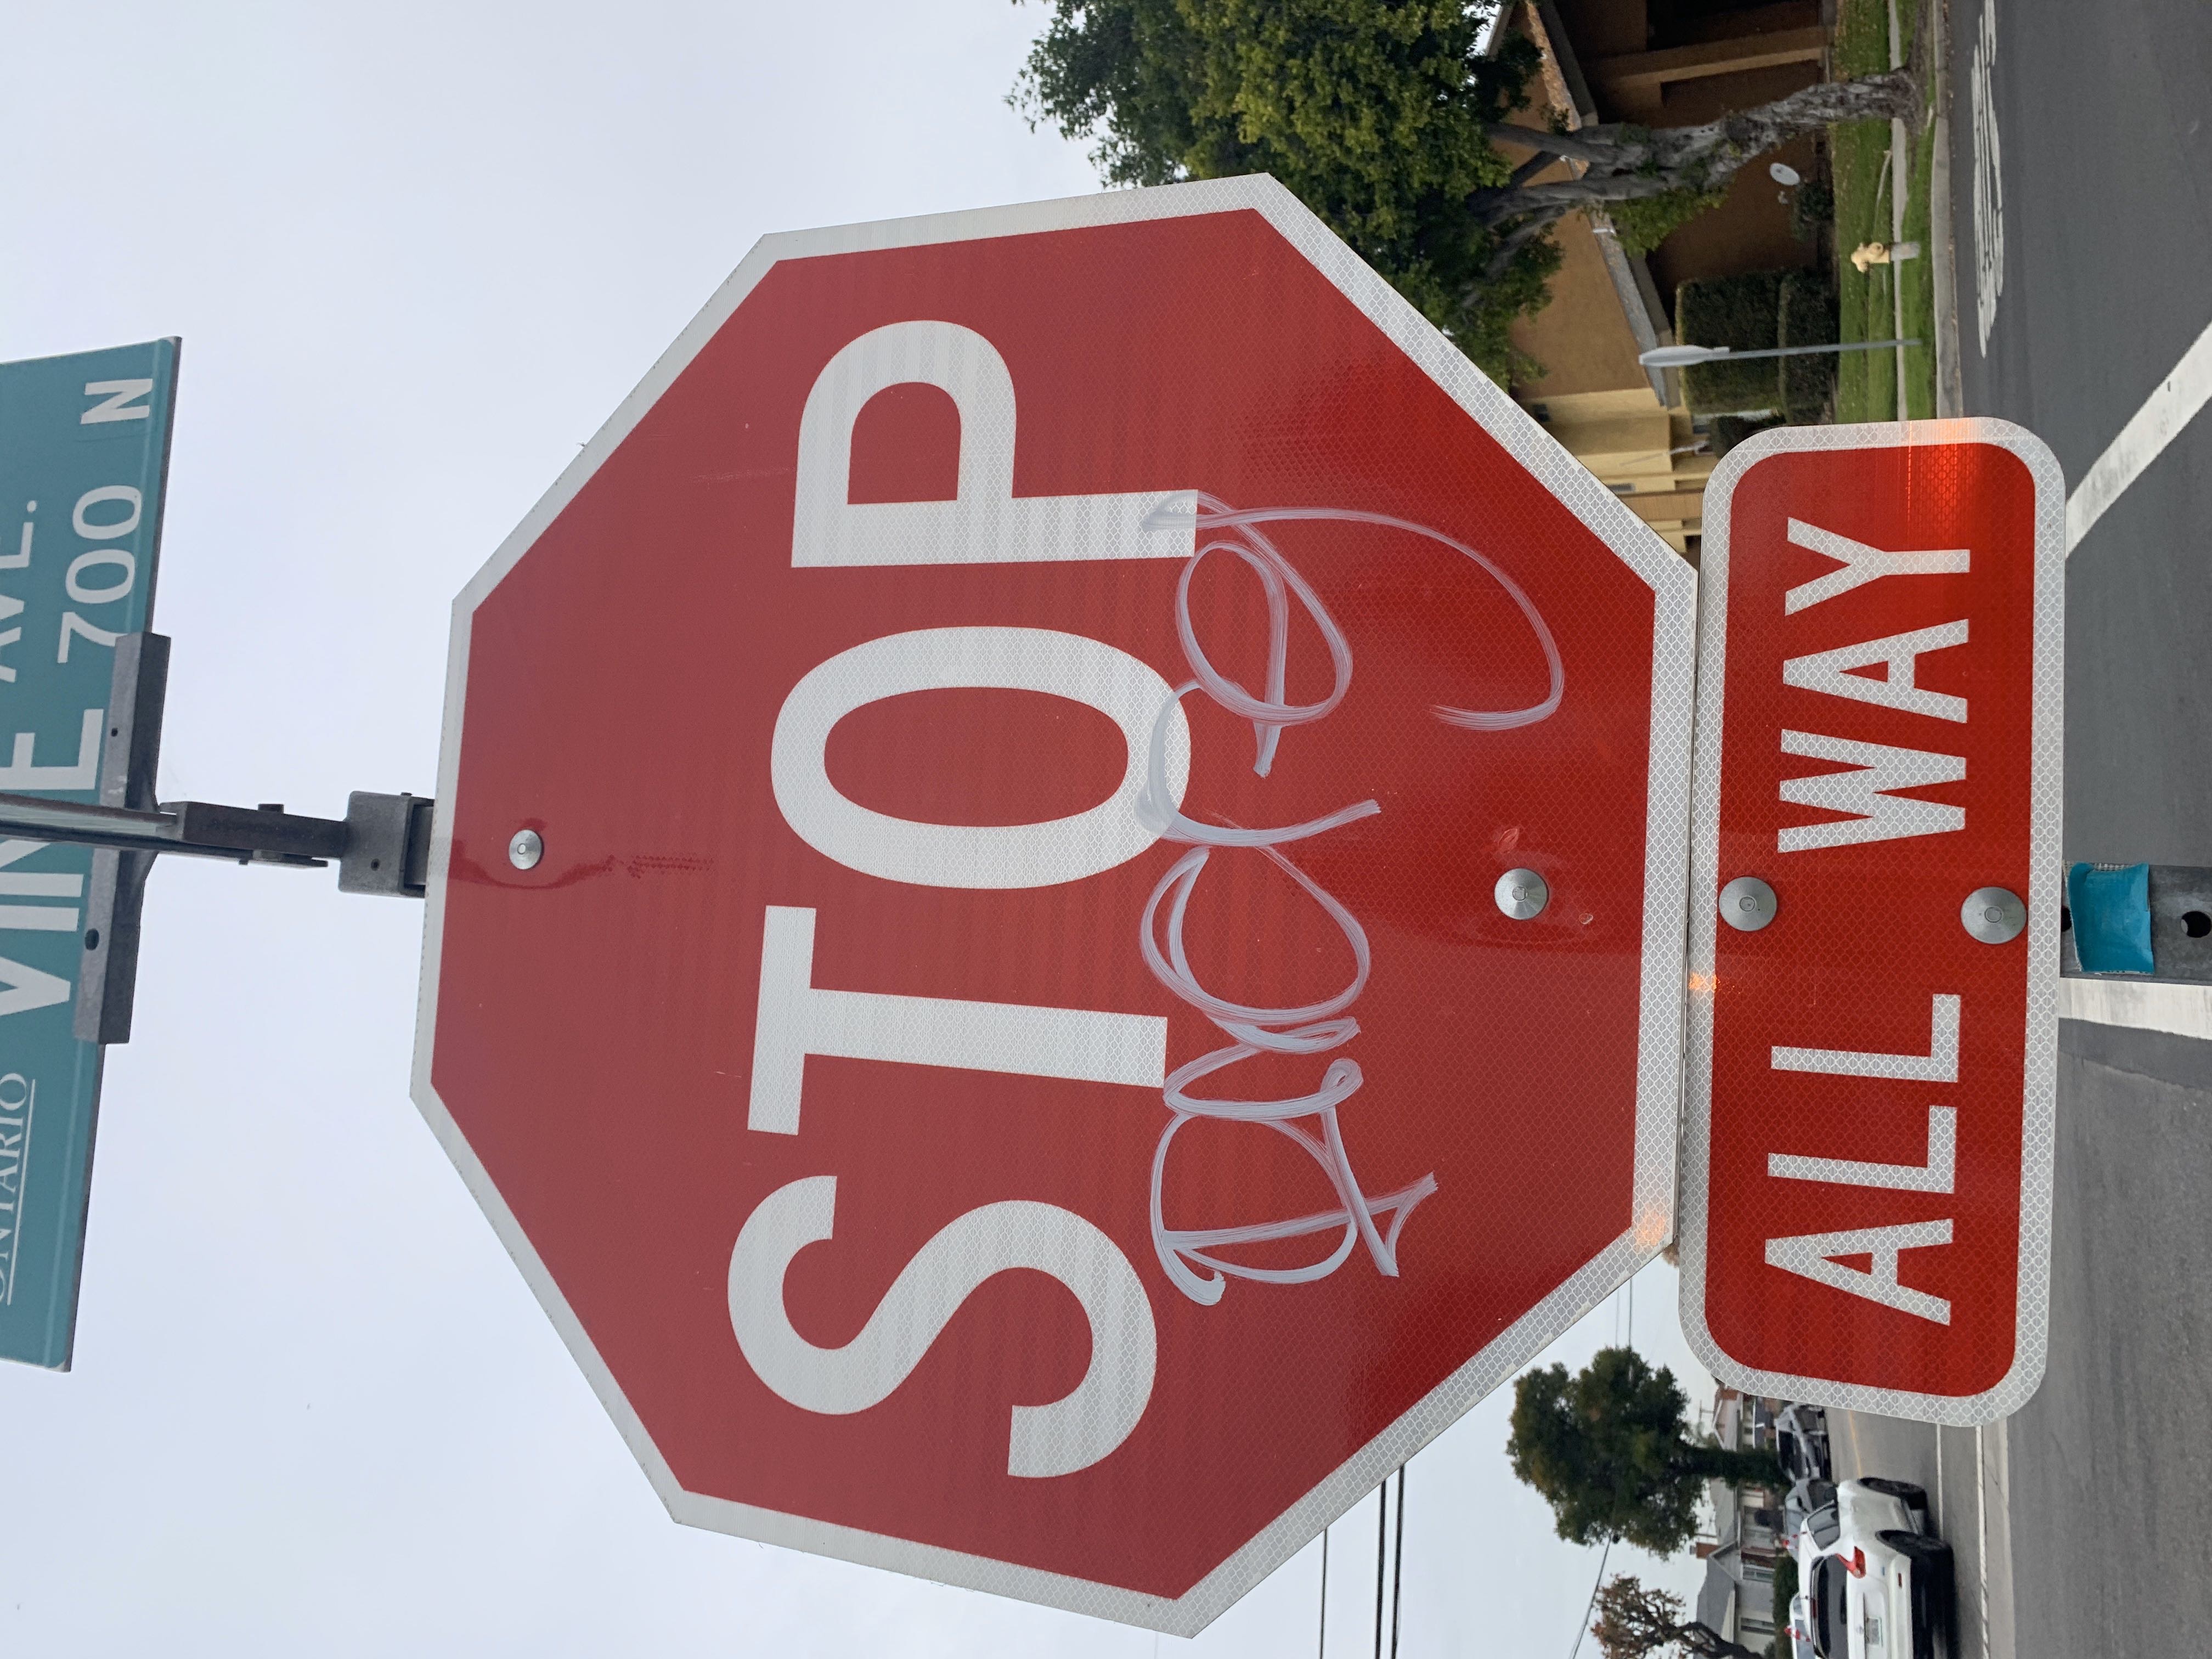 ONTARIO VINE AVE.
700 N
STOP
ALL WAY